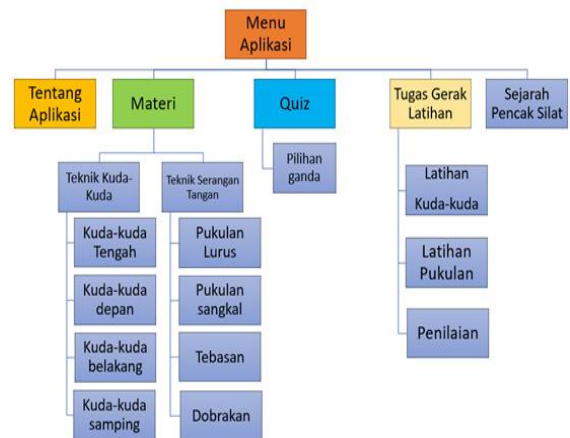 Menu
Aplikasi
Tentang
Aplikasi
Materi
Quiz
Tugas Gerak
Latihan
Sejarah
Pencak Silat
Teknik Kuda-
Kuda
Teknik Serangan
Tangan
Pilihan
ganda
Latihan
Kuda-kuda
Kuda-kuda
Tengah
Pukulan
Lurus
Latihan
Pukulan
Kuda-kuda
depan
Pukulan
sangkal
Penilaian
Kuda-kuda
belakang
Tebasan
Kuda-kuda
samping
Dobrakan